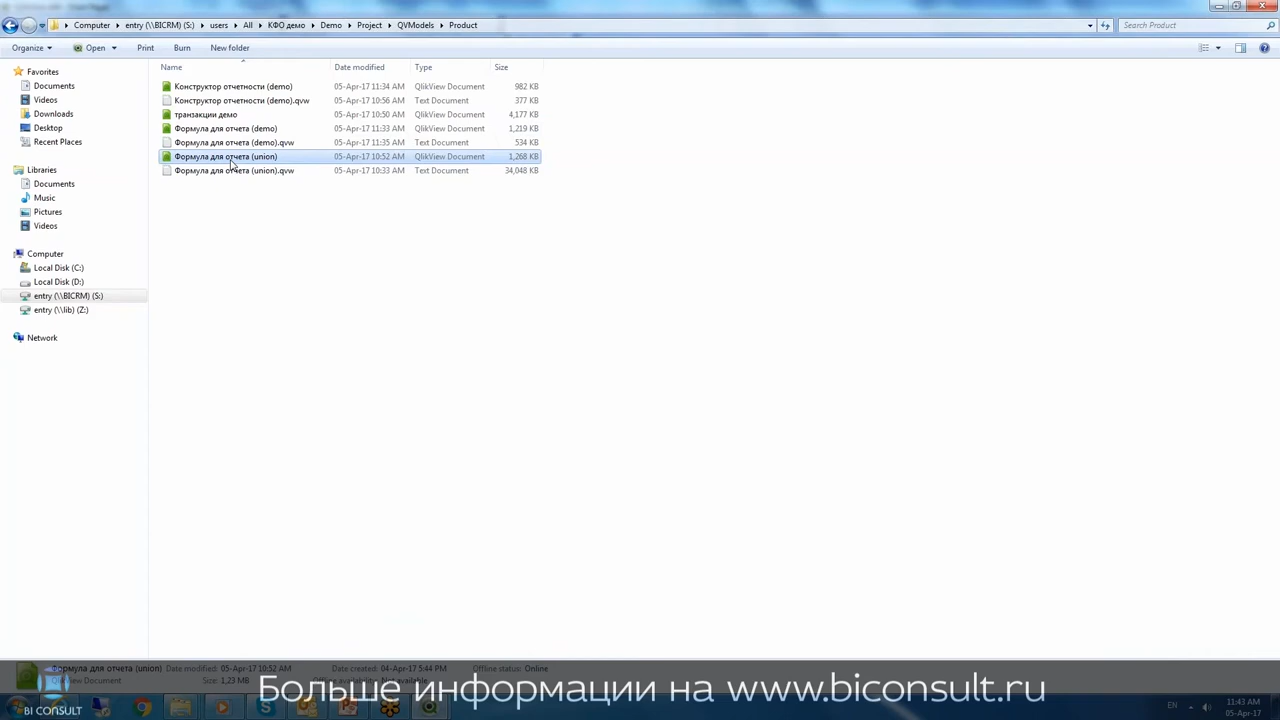 Computer ▸ entry (\\BICRM) (S:) ▸ users ▸ All ▸ КФО демо ▸ Demo ▸ Project ▸ QVModels ▸ Product
Search Product
Organize Open Print Burn New folder
Name Date modified Type Size
Favorites
Documents
Videos
Downloads
Desktop
Recent Places
Libraries
Documents
Music
Pictures
Videos
Computer
Local Disk (C:)
Local Disk (D:)
entry (\\BICRM) (S:)
entry (\\lib) (Z:)
Network
Конструктор отчетности (demo) 05-Apr-17 11:34 AM QlikView Document 982 KB
Конструктор отчетности (demo).qvw 05-Apr-17 10:56 AM Text Document 377 KB
транзакции демо 05-Apr-17 10:50 AM QlikView Document 4,177 KB
Формула для отчета (demo) 05-Apr-17 11:33 AM QlikView Document 1,219 KB
Формула для отчета (demo).qvw 05-Apr-17 11:35 AM Text Document 534 KB
Формула для отчета (union) 05-Apr-17 10:52 AM QlikView Document 1,268 KB
Формула для отчета (union).qvw 05-Apr-17 10:33 AM Text Document 34,048 KB
Формула для отчета (union) Date modified: 05-Apr-17 10:52 AM Date created: 04-Apr-17 5:44 PM Offline status: Online
QlikView Document Size: 1,23 MB Offline availability: Not available
Больше информации на www.biconsult.ru
BI CONSULT
EN
11:43 AM
05-Apr-17